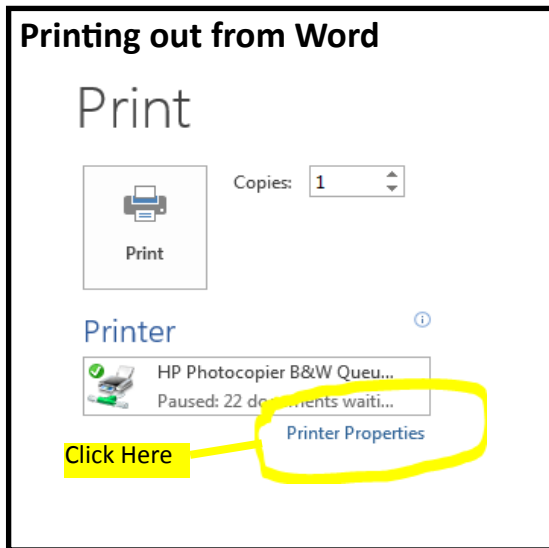 Printing out from Word
Print
Copies: 1
Print
Printer
HP Photocopier B&W Queu...
Paused: 22 documents waiti...
Printer Properties
Click Here